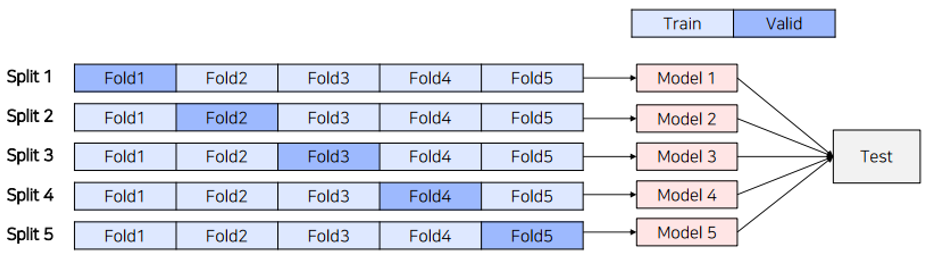 Train Valid
Split 1 Fold1 Fold2 Fold3 Fold4 Fold5 Model 1
Split 2 Fold1 Fold2 Fold3 Fold4 Fold5 Model 2
Split 3 Fold1 Fold2 Fold3 Fold4 Fold5 Model 3 Test
Split 4 Fold1 Fold2 Fold3 Fold4 Fold5 Model 4
Split 5 Fold1 Fold2 Fold3 Fold4 Fold5 Model 5